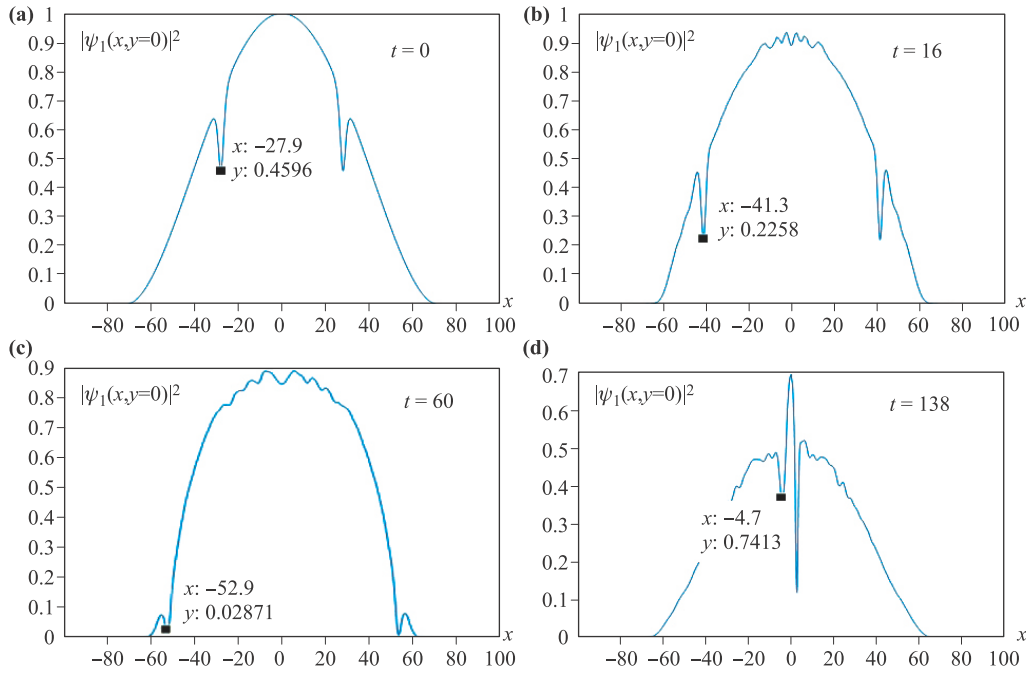 (a)
1
0.9
0.8
0.7
0.6
0.5
0.4
0.3
0.2
0.1
0
|ψ₁(x,y=0)|²
t = 0
x: −27.9
y: 0.4596
−80 −60 −40 −20 0 20 40 60 80 100
x
(b)
1
0.9
0.8
0.7
0.6
0.5
0.4
0.3
0.2
0.1
0
|ψ₁(x,y=0)|²
t = 16
x: −41.3
y: 0.2258
−80 −60 −40 −20 0 20 40 60 80 100
x
(c)
0.9
0.8
0.7
0.6
0.5
0.4
0.3
0.2
0.1
0
|ψ₁(x,y=0)|²
t = 60
x: −52.9
y: 0.02871
−80 −60 −40 −20 0 20 40 60 80 100
x
(d)
0.7
0.6
0.5
0.4
0.3
0.2
0.1
0
|ψ₁(x,y=0)|²
t = 138
x: −4.7
y: 0.7413
−80 −60 −40 −20 0 20 40 60 80 100
x